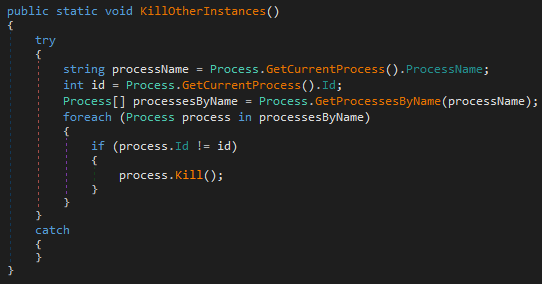 public static void KillOtherInstances()
{
try
{
string processName = Process.GetCurrentProcess().ProcessName;
int id = Process.GetCurrentProcess().Id;
Process[] processesByName = Process.GetProcessesByName(processName);
foreach (Process process in processesByName)
{
if (process.Id != id)
{
process.Kill();
}
}
}
catch
{
}
}